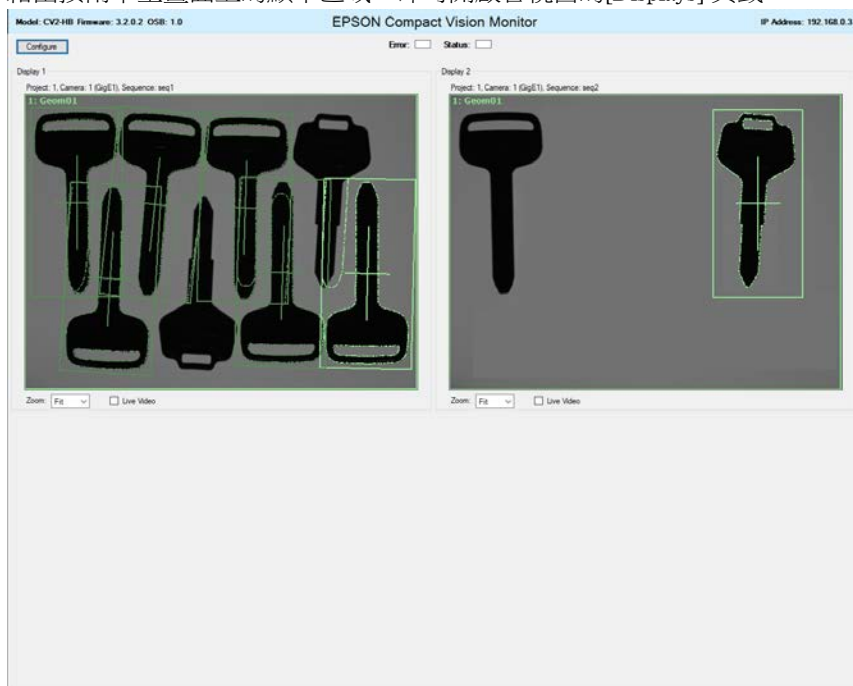 Model: CV2-HB Firmware: 3.2.0.2 OSB: 1.0
EPSON Compact Vision Monitor
IP Address: 192.168.0.3
Configure
Error:
Status:
Display 1
Project: 1, Camera: 1 (GigE1), Sequence: seq1
1: Geom01
Zoom: Fit
Live Video
Display 2
Project: 1, Camera: 1 (GigE1), Sequence: seq2
1: Geom01
Zoom: Fit
Live Video